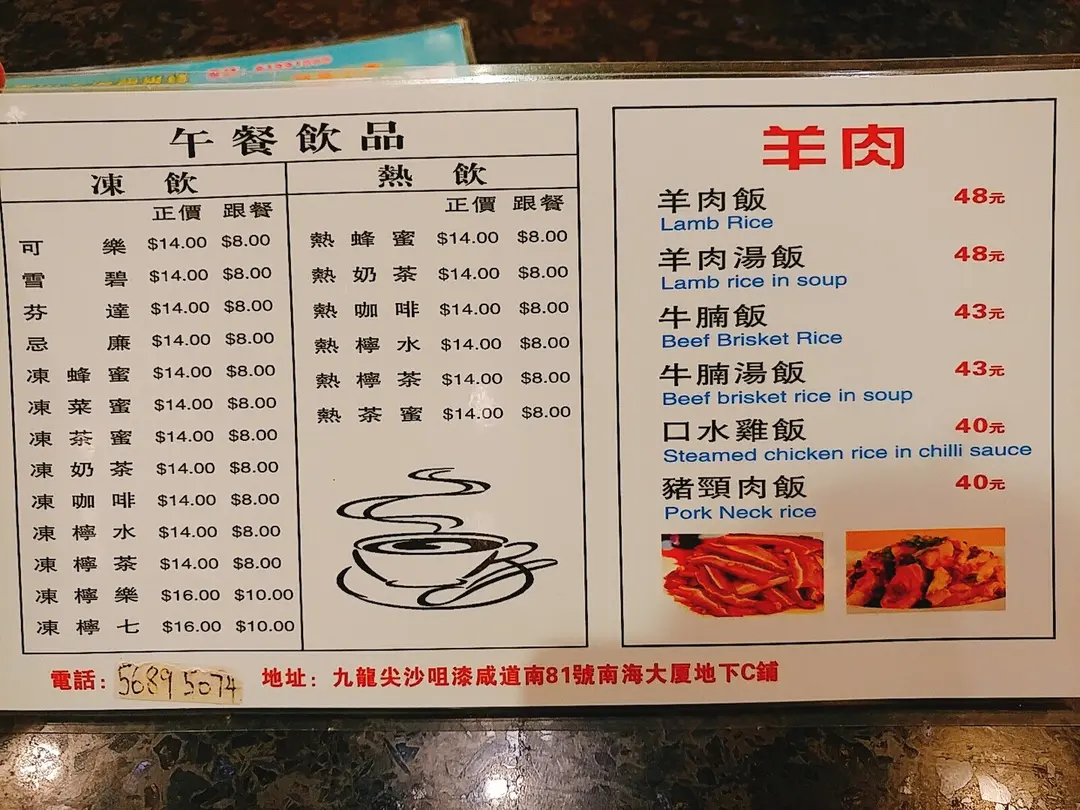 午餐飲品
凍飲
正價 跟餐
可樂 $14.00 $8.00
雪碧 $14.00 $8.00
芬達 $14.00 $8.00
忌廉 $14.00 $8.00
凍蜂蜜 $14.00 $8.00
凍菜蜜 $14.00 $8.00
凍茶蜜 $14.00 $8.00
凍奶茶 $14.00 $8.00
凍咖啡 $14.00 $8.00
凍檸水 $14.00 $8.00
凍檸茶 $14.00 $8.00
凍檸樂 $16.00 $10.00
凍檸七 $16.00 $10.00
熱飲
正價 跟餐
熱蜂蜜 $14.00 $8.00
熱奶茶 $14.00 $8.00
熱咖啡 $14.00 $8.00
熱檸水 $14.00 $8.00
熱檸茶 $14.00 $8.00
熱茶蜜 $14.00 $8.00
羊肉
羊肉飯 48元
Lamb Rice
羊肉湯飯 48元
Lamb rice in soup
牛腩飯 43元
Beef Brisket Rice
牛腩湯飯 43元
Beef brisket rice in soup
口水雞飯 40元
Steamed chicken rice in chilli sauce
豬頸肉飯 40元
Pork Neck rice
電話：5689 5074 地址：九龍尖沙咀漆咸道南81號南海大厦地下C鋪